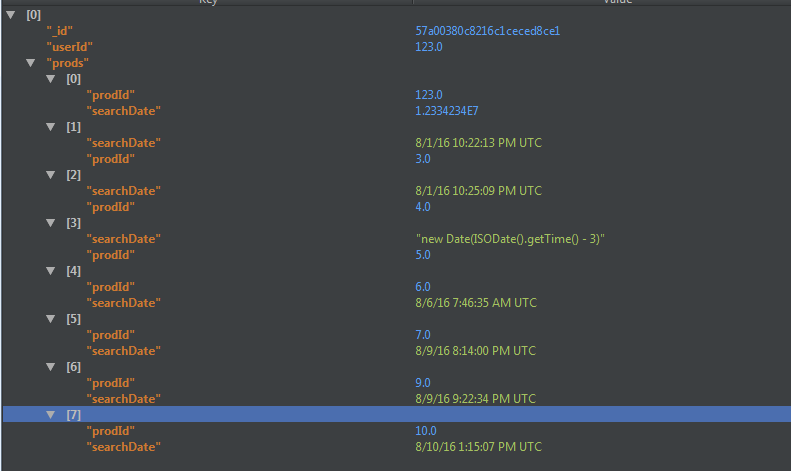 Key Value
[0]
"_id" 57a00380c8216c1ceced8ce1
"userId" 123.0
"prods"
[0]
"prodId" 123.0
"searchDate" 1.2334234E7
[1]
"searchDate" 8/1/16 10:22:13 PM UTC
"prodId" 3.0
[2]
"searchDate" 8/1/16 10:25:09 PM UTC
"prodId" 4.0
[3]
"searchDate" "new Date(ISODate().getTime() - 3)"
"prodId" 5.0
[4]
"prodId" 6.0
"searchDate" 8/6/16 7:46:35 AM UTC
[5]
"prodId" 7.0
"searchDate" 8/9/16 8:14:00 PM UTC
[6]
"prodId" 9.0
"searchDate" 8/9/16 9:22:34 PM UTC
[7]
"prodId" 10.0
"searchDate" 8/10/16 1:15:07 PM UTC